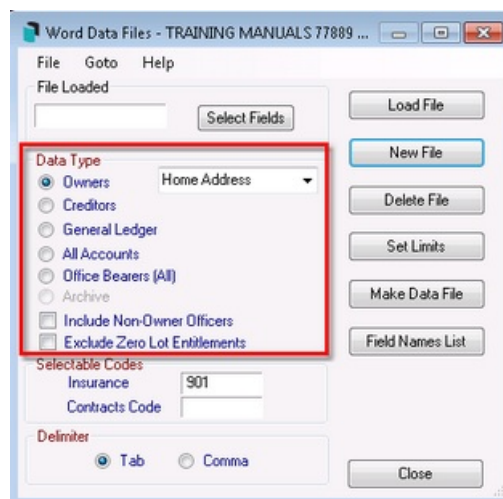 Word Data Files - TRAINING MANUALS 77889 ...
File Goto Help
File Loaded
Select Fields
Load File
New File
Delete File
Set Limits
Make Data File
Field Names List
Data Type
Owners Home Address
Creditors
General Ledger
All Accounts
Office Bearers (All)
Archive
Include Non-Owner Officers
Exclude Zero Lot Entitlements
Selectable Codes
Insurance 901
Contracts Code
Delimiter
Tab Comma
Close